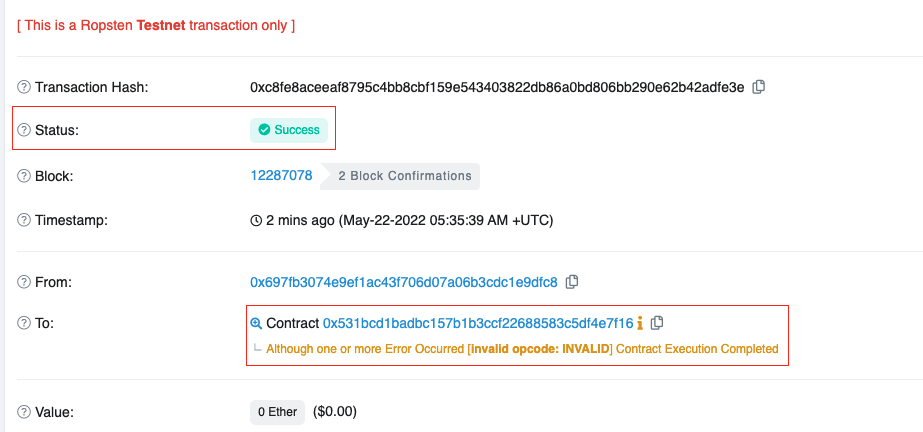 [ This is a Ropsten Testnet transaction only ]
Transaction Hash: 0xc8fe8aceeaf8795c4bb8cbf159e543403822db86a0bd806bb290e62b42adfe3e
Status: Success
Block: 12287078 2 Block Confirmations
Timestamp: 2 mins ago (May-22-2022 05:35:39 AM +UTC)
From: 0x697fb3074e9ef1ac43f706d07a06b3cdc1e9dfc8
To: Contract 0x531bcd1badbc157b1b3ccf22688583c5df4e7f16
Although one or more Error Occurred [invalid opcode: INVALID] Contract Execution Completed
Value: 0 Ether ($0.00)